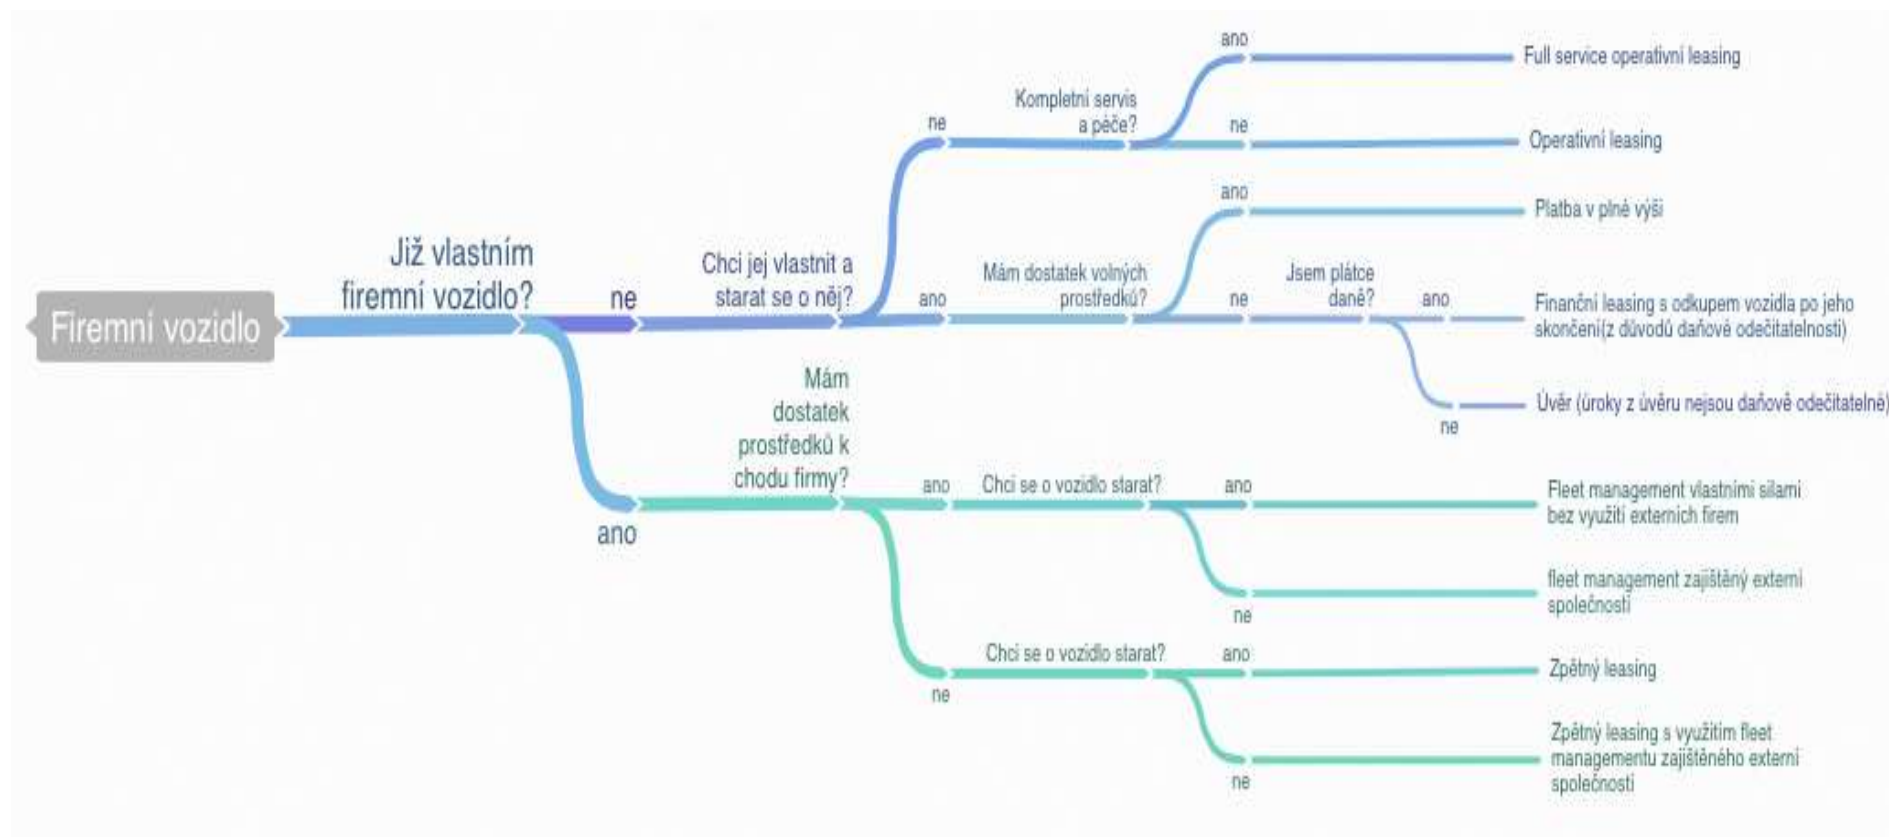 Firemní vozidlo
Již vlastním
firemní vozidlo?
ne
Chci jej vlastnit a
starat se o něj?
ne
Kompletní servis
a péče?
ano
Full service operativní leasing
ne
Operativní leasing
ano
Mám dostatek volných
prostředků?
ano
Platba v plné výši
ne
Jsem plátce
daně?
ano
Finanční leasing s odkupem vozidla po jeho
skončení(z důvodů daňové odečitatelnosti)
ne
Úvěr (úroky z úvěru nejsou daňově odečitatelné)
ano
Mám
dostatek
prostředků k
chodu firmy?
ano
Chci se o vozidlo starat?
ano
Fleet management vlastními silami
bez využití externích firem
ne
fleet management zajištěný externí
společností
ne
Chci se o vozidlo starat?
ano
Zpětný leasing
ne
Zpětný leasing s využitím fleet
managementu zajištěného externí
společností